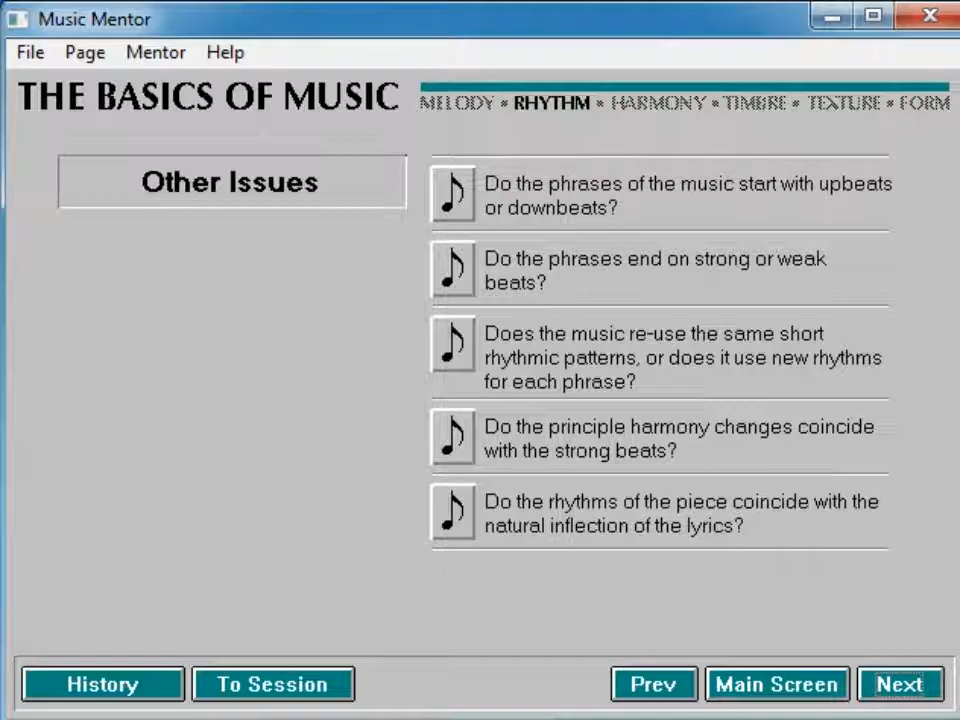 Music Mentor
File Page Mentor Help
THE BASICS OF MUSIC
MELODY • RHYTHM • HARMONY • TIMBRE • TEXTURE • FORM
Other Issues
Do the phrases of the music start with upbeats
or downbeats?
Do the phrases end on strong or weak
beats?
Does the music re-use the same short
rhythmic patterns, or does it use new rhythms
for each phrase?
Do the principle harmony changes coincide
with the strong beats?
Do the rhythms of the piece coincide with the
natural inflection of the lyrics?
History To Session Prev Main Screen Next